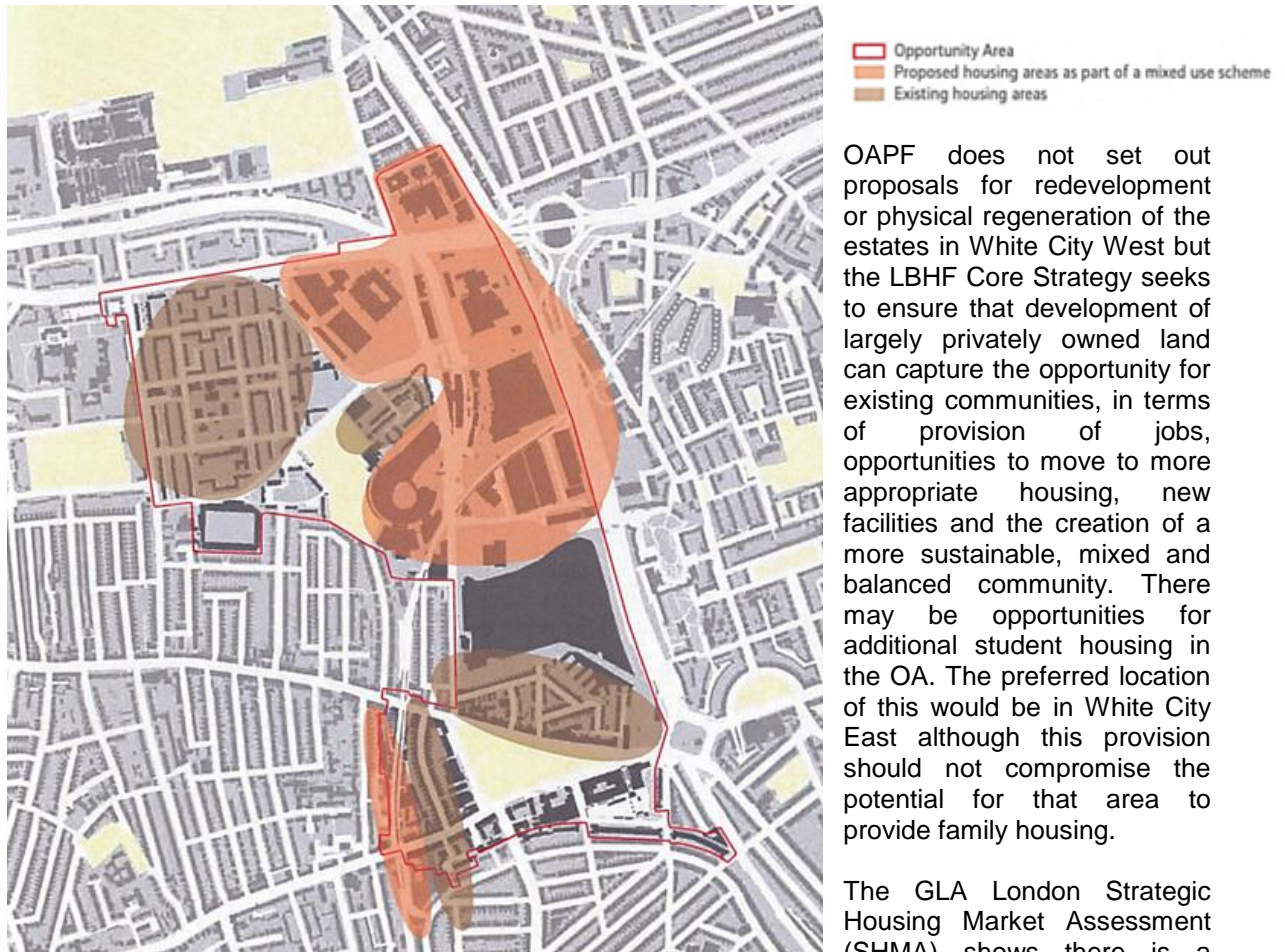 Opportunity Area
Proposed housing areas as part of a mixed use scheme
Existing housing areas
OAPF does not set out
proposals for redevelopment
or physical regeneration of the
estates in White City West but
the LBHF Core Strategy seeks
to ensure that development of
largely privately owned land
can capture the opportunity for
existing communities, in terms
of provision of jobs,
opportunities to move to more
appropriate housing, new
facilities and the creation of a
more sustainable, mixed and
balanced community. There
may be opportunities for
additional student housing in
the OA. The preferred location
of this would be in White City
East although this provision
should not compromise the
potential for that area to
provide family housing.
The GLA London Strategic
Housing Market Assessment
(SHMA) shows there is a